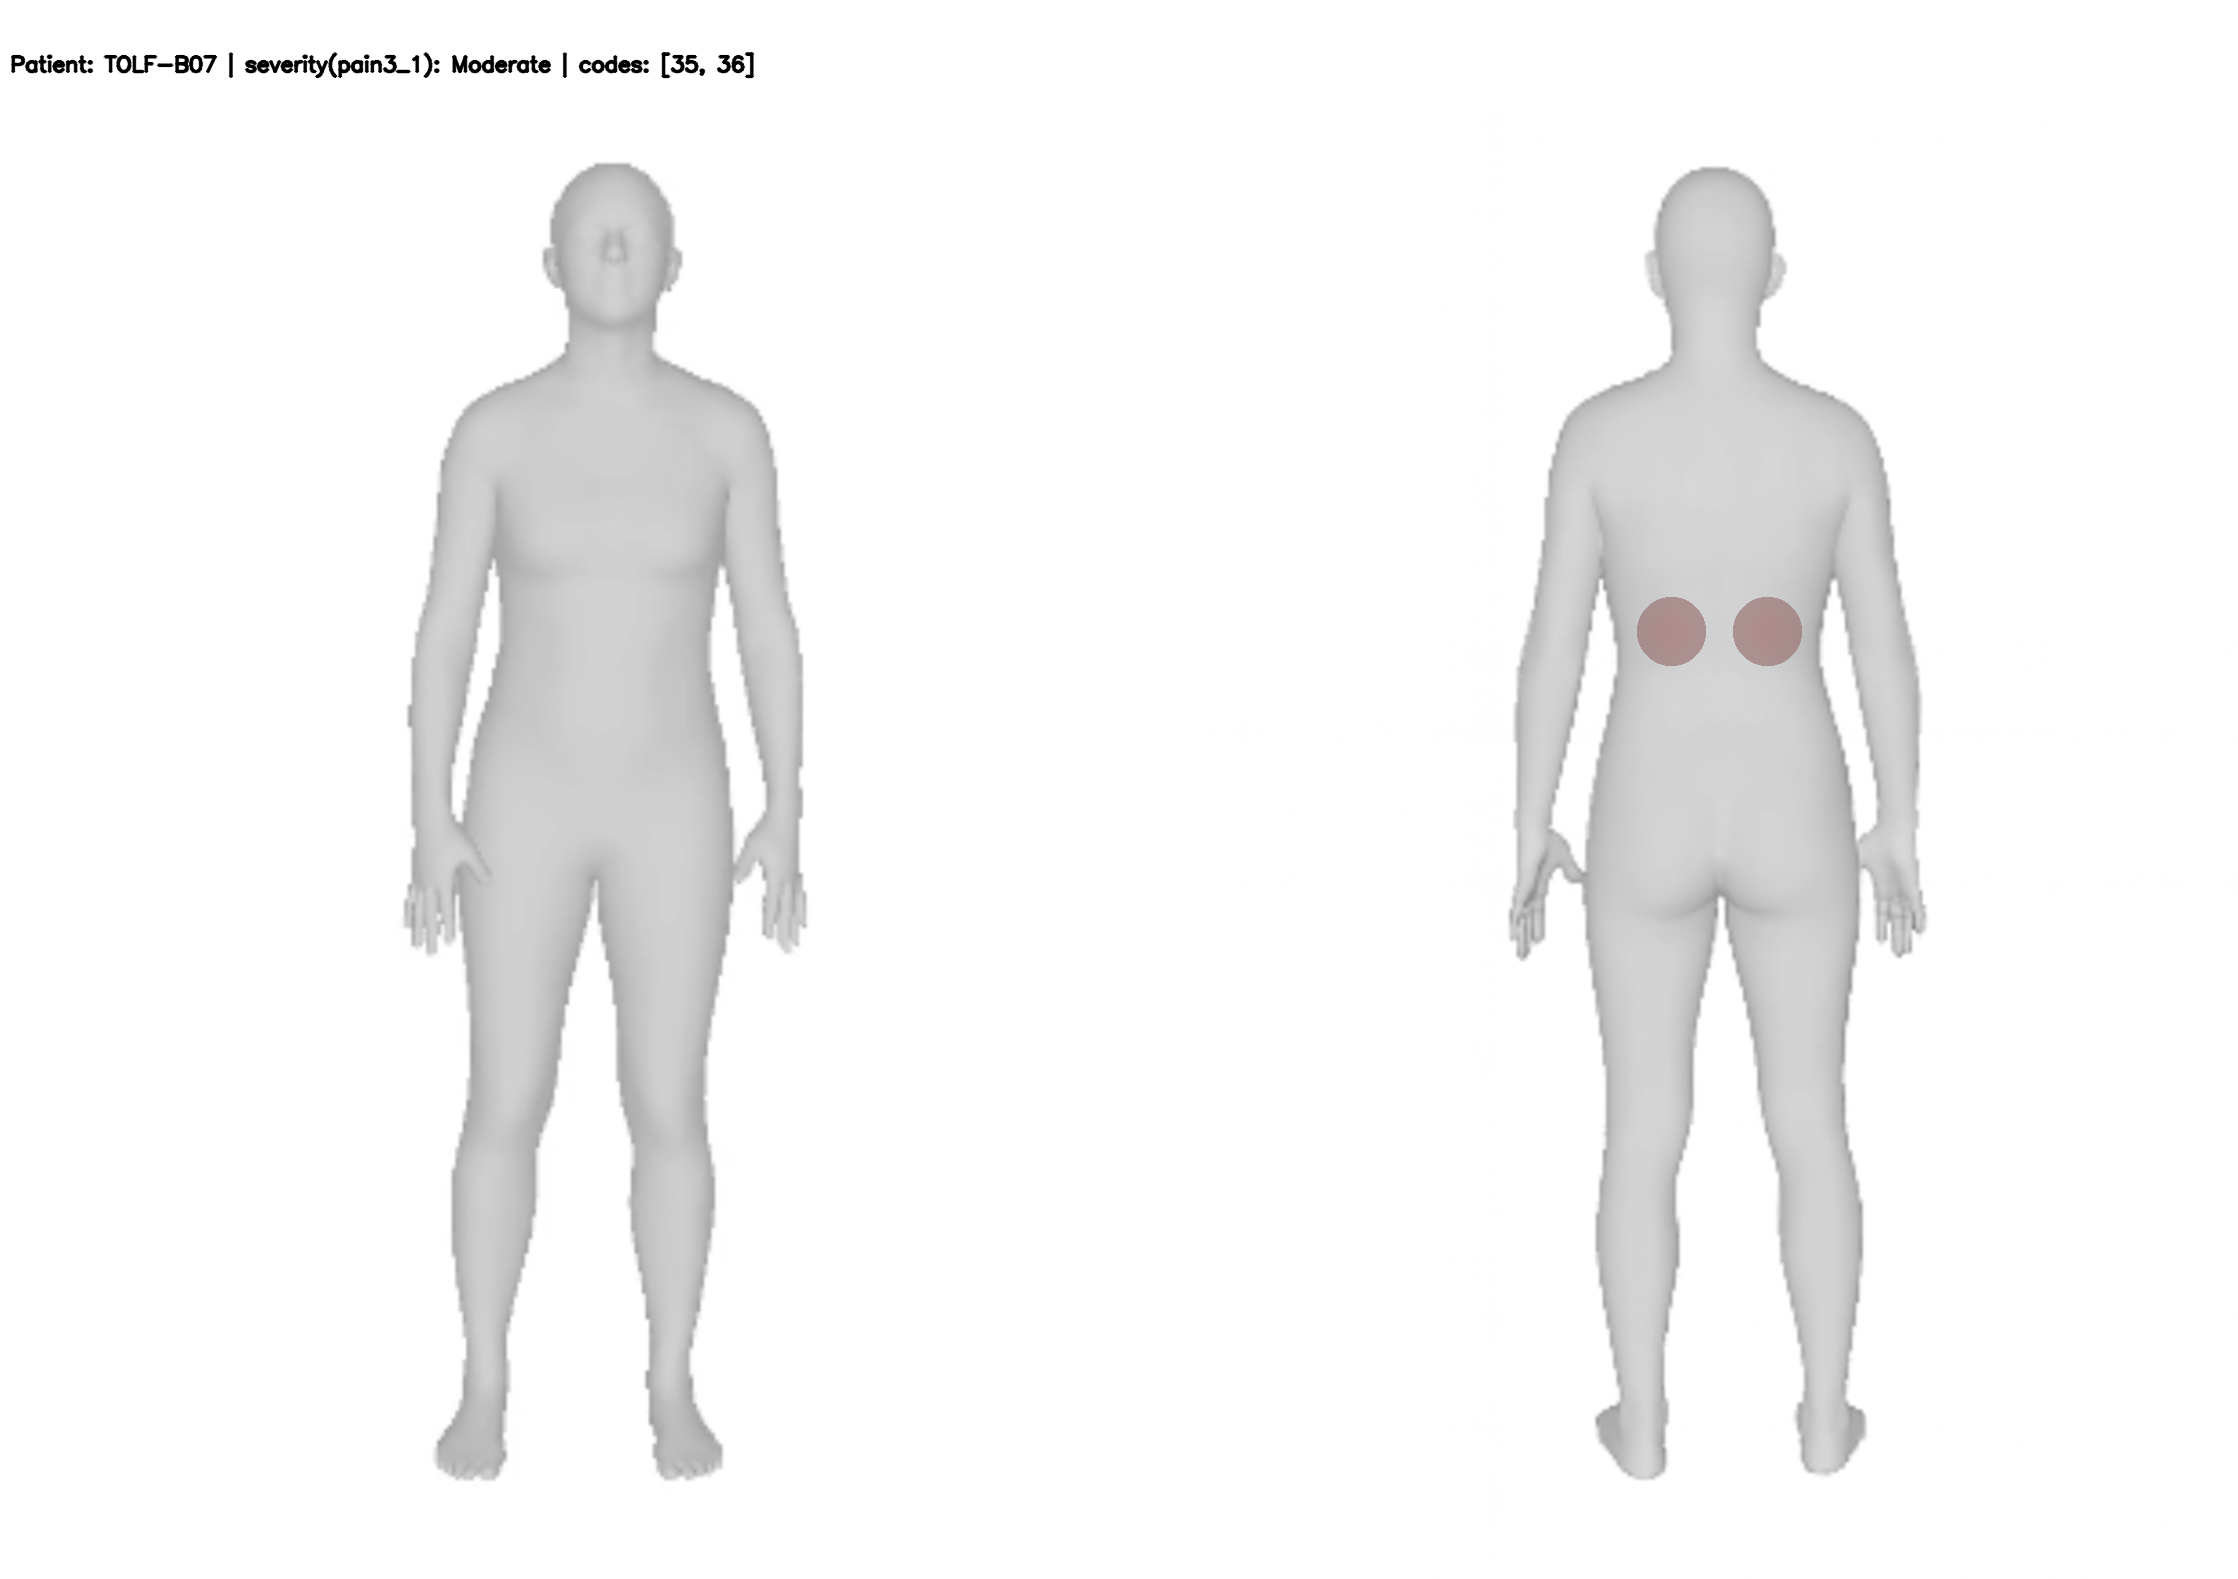 Patient: TOLF-B07 | severity(pain3_1): Moderate | codes: [35, 36]